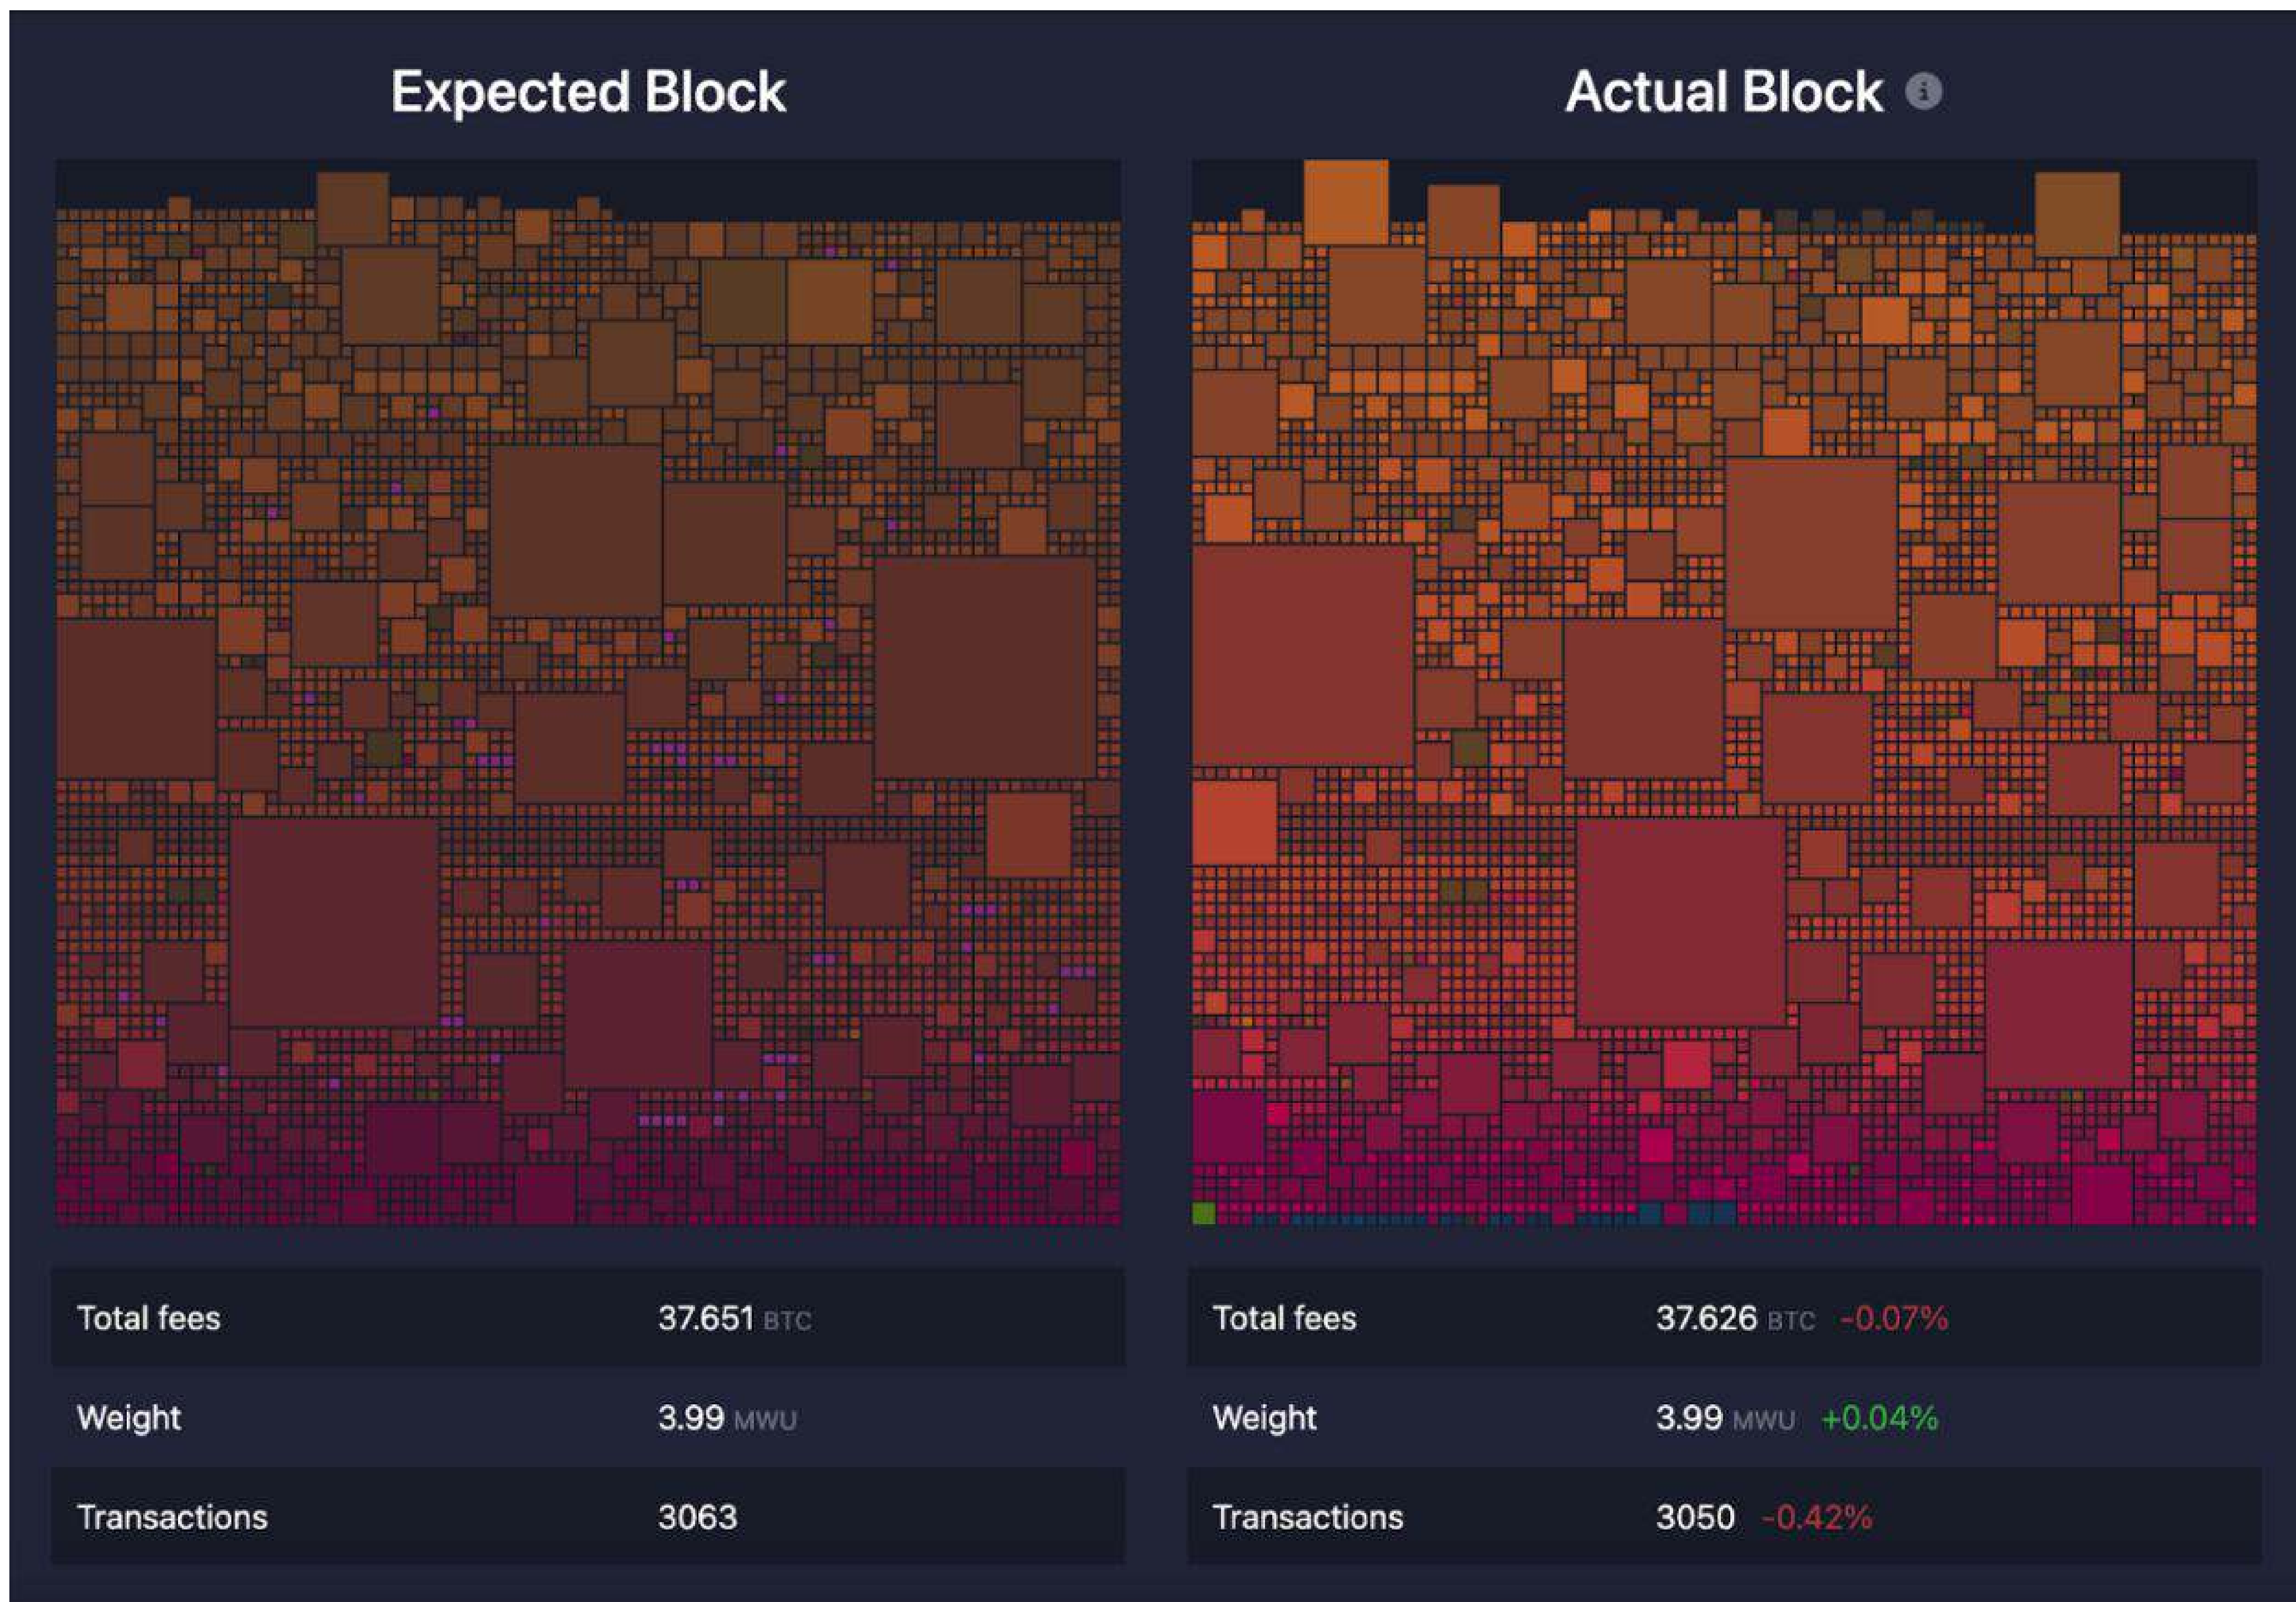 Expected Block
Total fees 37.651 BTC
Weight 3.99 MWU
Transactions 3063
Actual Block i
Total fees 37.626 BTC -0.07%
Weight 3.99 MWU +0.04%
Transactions 3050 -0.42%